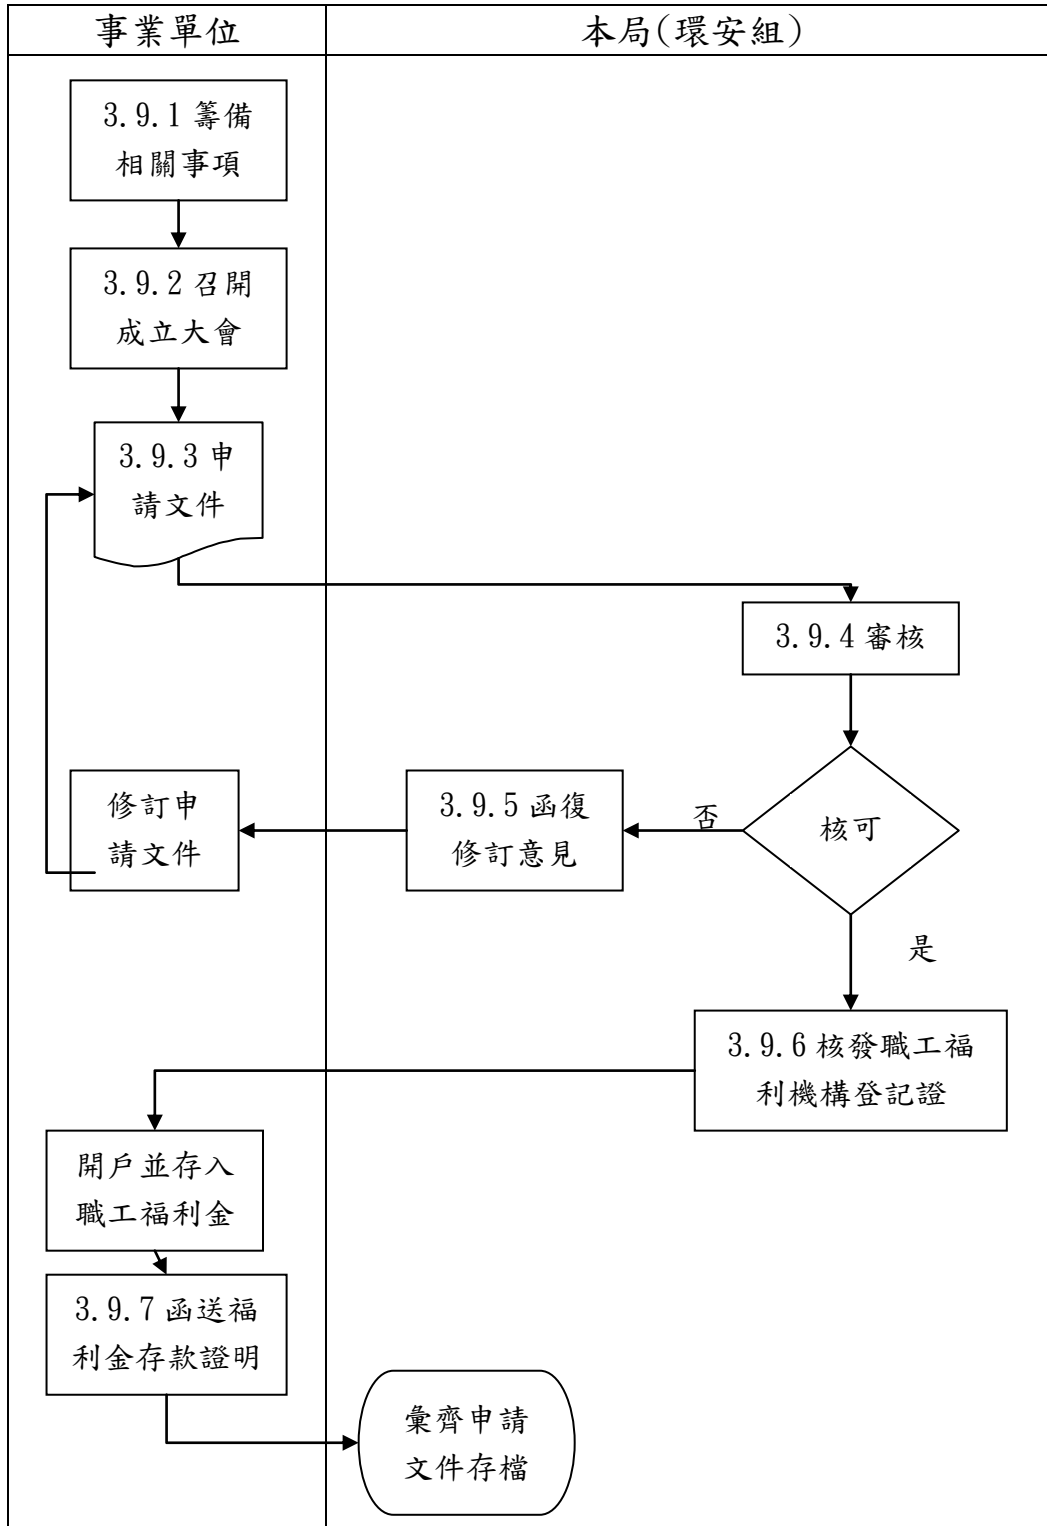 事業單位
本局(環安組)
3.9.1 籌備
相關事項
3.9.2 召開
成立大會
3.9.3 申
請文件
3.9.4 審核
核可
否
3.9.5 函復
修訂意見
修訂申
請文件
是
3.9.6 核發職工福
利機構登記證
開戶並存入
職工福利金
3.9.7 函送福
利金存款證明
彙齊申請
文件存檔